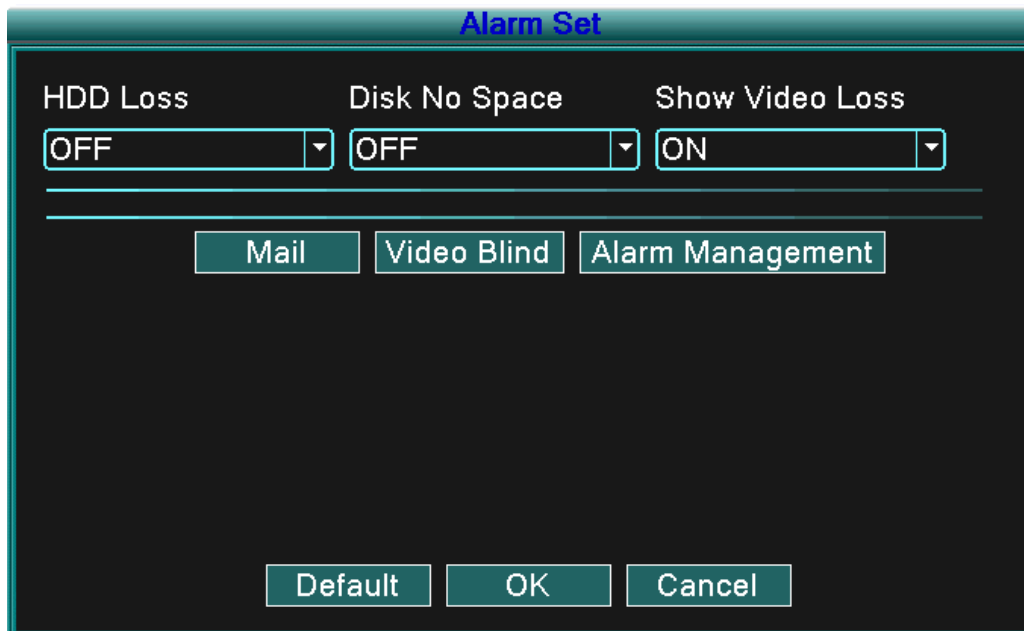 Alarm Set
HDD Loss Disk No Space Show Video Loss
OFF OFF ON
Mail Video Blind Alarm Management
Default OK Cancel